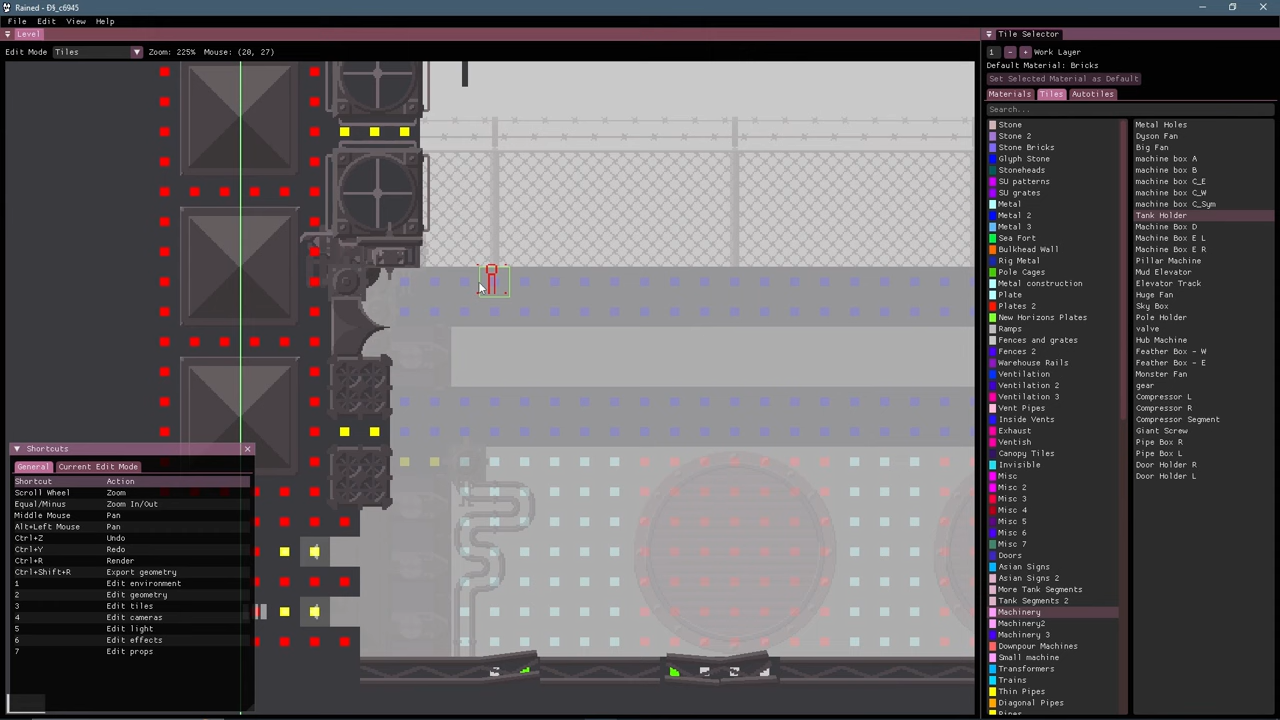 Rained - Đ§_c6945
File Edit View Help
Level
Edit Mode Tiles Zoom: 225% Mouse: (20, 27)
Shortcuts
General Current Edit Mode
Shortcut Action
Scroll Wheel Zoom
Equal/Minus Zoom In/Out
Middle Mouse Pan
Alt+Left Mouse Pan
Ctrl+Z Undo
Ctrl+Y Redo
Ctrl+R Render
Ctrl+Shift+R Export geometry
1 Edit environment
2 Edit geometry
3 Edit tiles
4 Edit cameras
5 Edit light
6 Edit effects
7 Edit props
Tile Selector
1 - + Work Layer
Default Material: Bricks
Set Selected Material as Default
Materials Tiles Autotiles
Search...
Stone
Stone 2
Stone Bricks
Glyph Stone
Stoneheads
SU patterns
SU grates
Metal
Metal 2
Metal 3
Sea Fort
Bulkhead Wall
Rig Metal
Pole Cages
Metal construction
Plate
Plates 2
New Horizons Plates
Ramps
Fences and grates
Fences 2
Warehouse Rails
Ventilation
Ventilation 2
Ventilation 3
Vent Pipes
Inside Vents
Exhaust
Ventish
Canopy Tiles
Invisible
Misc
Misc 2
Misc 3
Misc 4
Misc 5
Misc 6
Misc 7
Doors
Asian Signs
Asian Signs 2
More Tank Segments
Tank Segments 2
Machinery
Machinery2
Machinery 3
Downpour Machines
Small machine
Transformers
Trains
Thin Pipes
Diagonal Pipes
Pipes
Metal Holes
Dyson Fan
Big Fan
machine box A
machine box B
machine box C_E
machine box C_W
machine box C_Sym
Tank Holder
Machine Box D
Machine Box E L
Machine Box E R
Pillar Machine
Mud Elevator
Elevator Track
Huge Fan
Sky Box
Pole Holder
valve
Hub Machine
Feather Box - W
Feather Box - E
Monster Fan
gear
Compressor L
Compressor R
Compressor Segment
Giant Screw
Pipe Box R
Pipe Box L
Door Holder R
Door Holder L